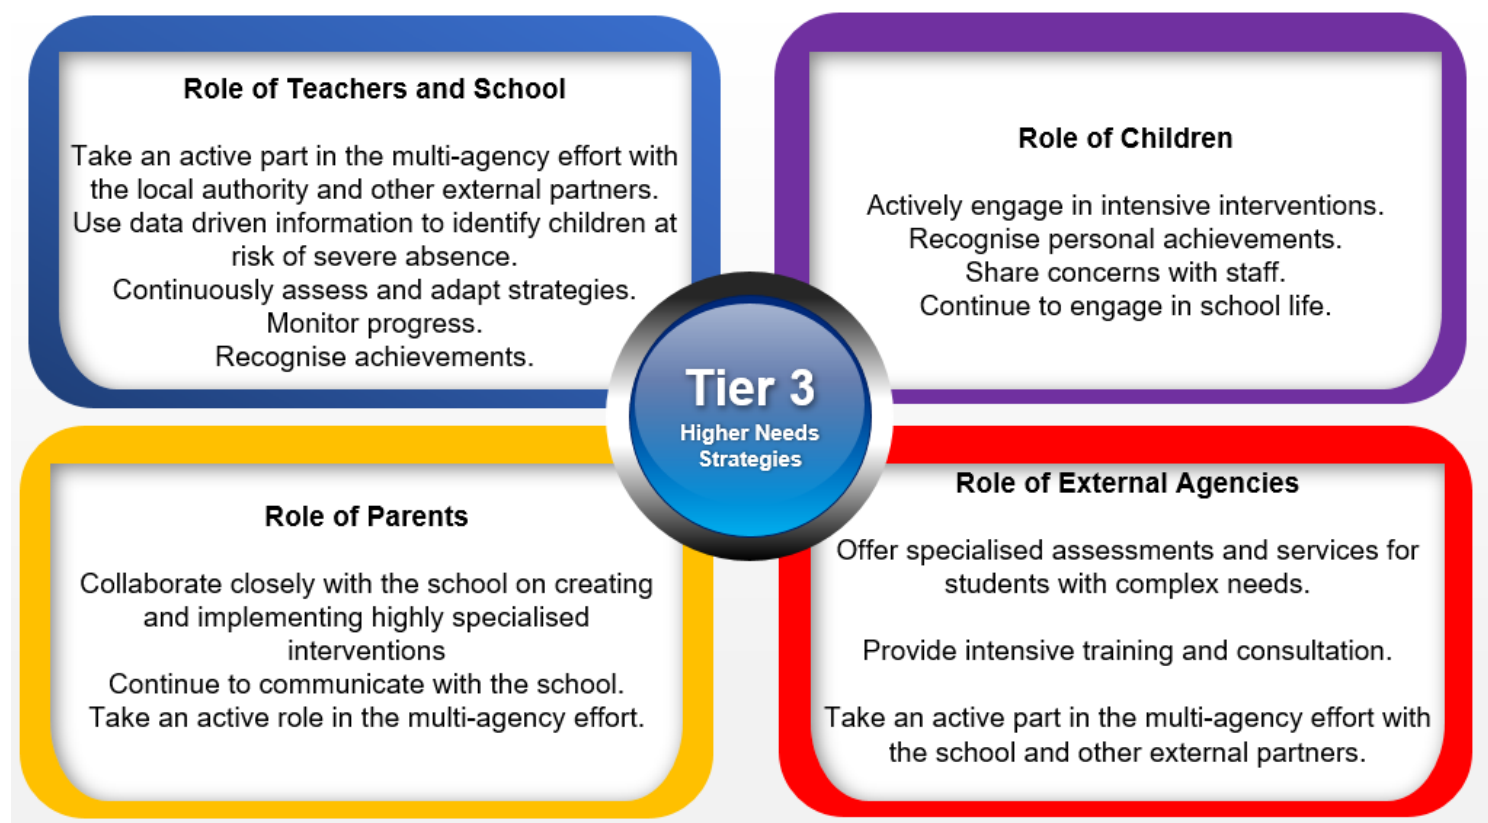 Role of Teachers and School
Take an active part in the multi-agency effort with
the local authority and other external partners.
Use data driven information to identify children at
risk of severe absence.
Continuously assess and adapt strategies.
Monitor progress.
Recognise achievements.
Role of Children
Actively engage in intensive interventions.
Recognise personal achievements.
Share concerns with staff.
Continue to engage in school life.
Tier 3
Higher Needs
Strategies
Role of Parents
Collaborate closely with the school on creating
and implementing highly specialised
interventions
Continue to communicate with the school.
Take an active role in the multi-agency effort.
Role of External Agencies
Offer specialised assessments and services for
students with complex needs.
Provide intensive training and consultation.
Take an active part in the multi-agency effort with
the school and other external partners.